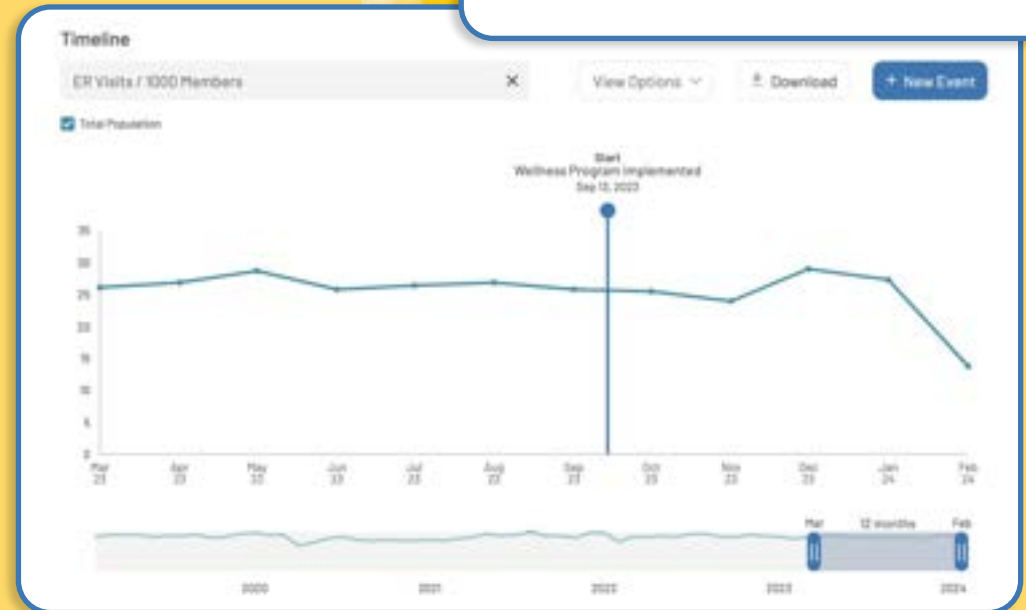 Timeline
ER Visits / 1000 Members
View Options
Download
+ New Event
Total Population
Start
Wellness Program Implemented
Sep 12, 2023
35
30
25
20
15
10
5
0
Mar 23 Apr 23 May 23 Jun 23 Jul 23 Aug 23 Sep 23 Oct 23 Nov 23 Dec 23 Jan 24 Feb 24
Mar 12 months Feb
2020 2021 2022 2023 2024